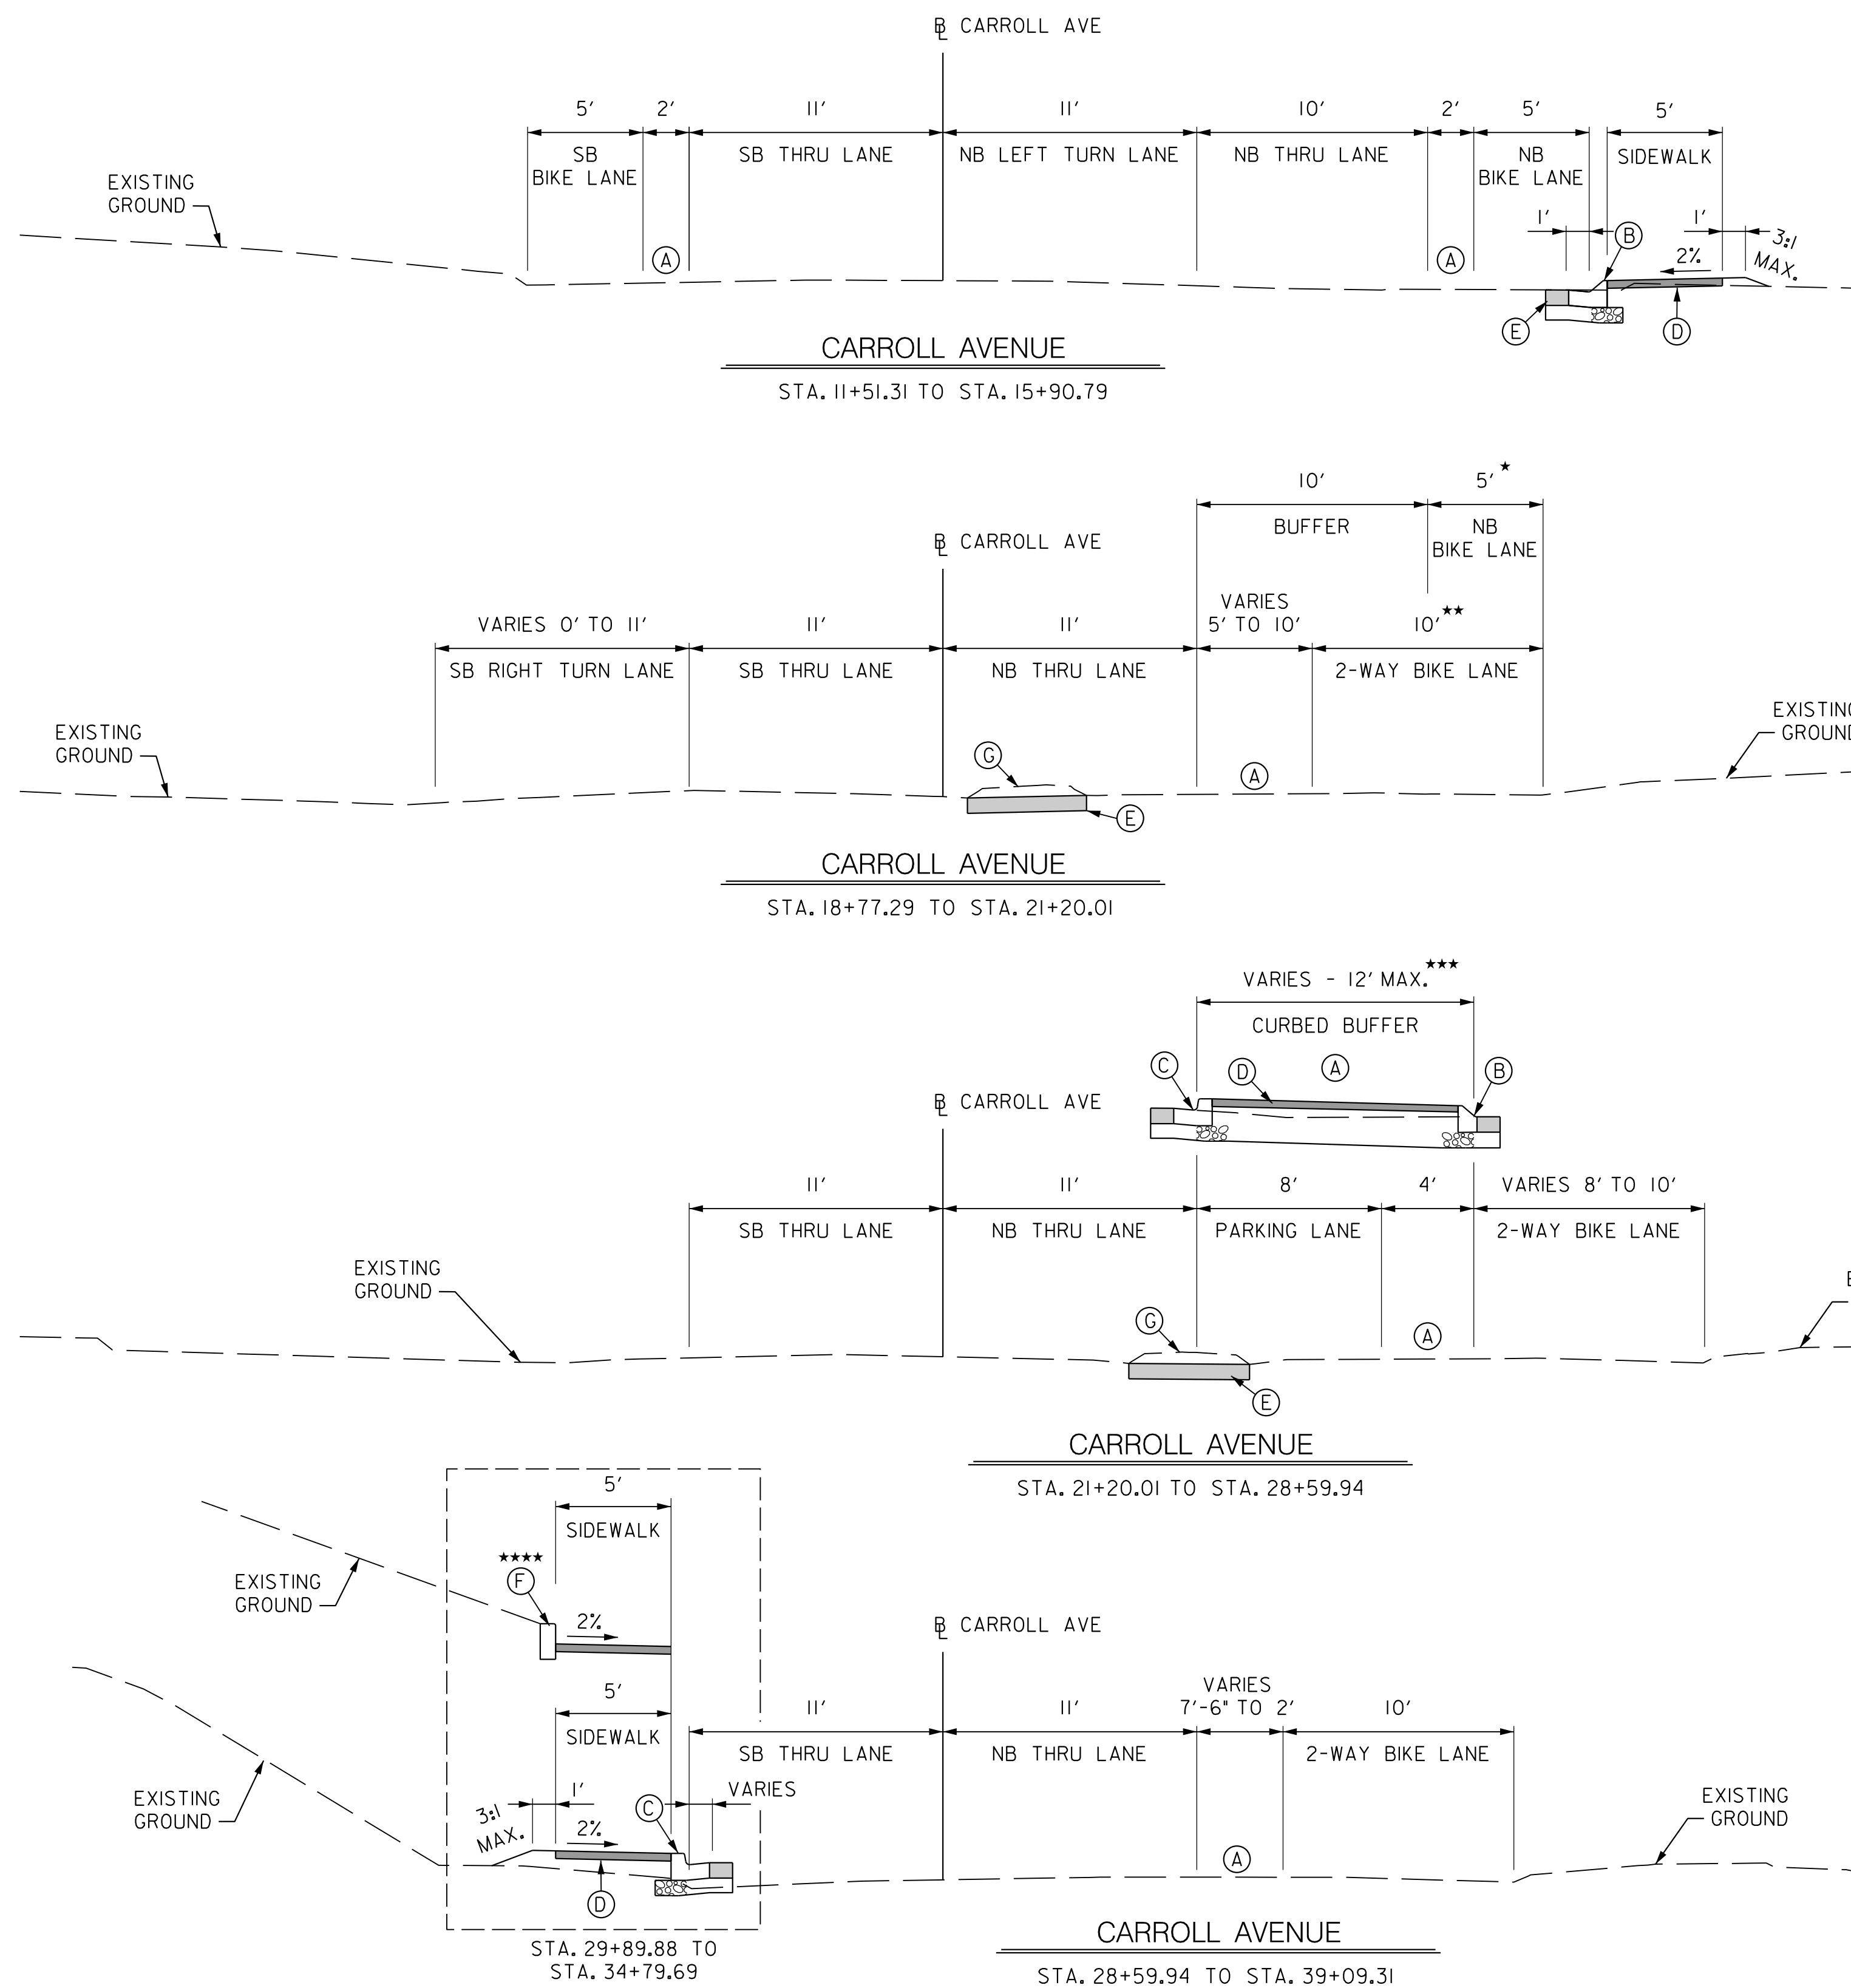 BL CARROLL AVE
5' 2' 11' 11' 10' 2' 5' 5'
SB BIKE LANE
SB THRU LANE
NB LEFT TURN LANE
NB THRU LANE
NB BIKE LANE
SIDEWALK
EXISTING
GROUND
A
A
1'
B
1'
2%
3:1
MAX.
E
D
CARROLL AVENUE
STA. 11+51.31 TO STA. 15+90.79
10' 5' ★
BUFFER
NB
BIKE LANE
BL CARROLL AVE
VARIES 0' TO 11'
11'
11'
VARIES
5' TO 10'
10' ★★
SB RIGHT TURN LANE
SB THRU LANE
NB THRU LANE
2-WAY BIKE LANE
EXISTING
GROUND
G
A
E
EXISTING
GROUND
CARROLL AVENUE
STA. 18+77.29 TO STA. 21+20.01
VARIES - 12' MAX. ★★★
CURBED BUFFER
C
D
A
B
BL CARROLL AVE
11' 11' 8' 4' VARIES 8' TO 10'
SB THRU LANE
NB THRU LANE
PARKING LANE
2-WAY BIKE LANE
EXISTING
GROUND
G
A
E
CARROLL AVENUE
STA. 21+20.01 TO STA. 28+59.94
5'
SIDEWALK
★★★★
F
2%
EXISTING
GROUND
5'
SIDEWALK
BL CARROLL AVE
11'
11'
VARIES
7'-6" TO 2'
10'
SB THRU LANE
NB THRU LANE
2-WAY BIKE LANE
EXISTING
GROUND
3:1
MAX.
1'
2%
C
VARIES
D
A
EXISTING
GROUND
STA. 29+89.88 TO
STA. 34+79.69
CARROLL AVENUE
STA. 28+59.94 TO STA. 39+09.31